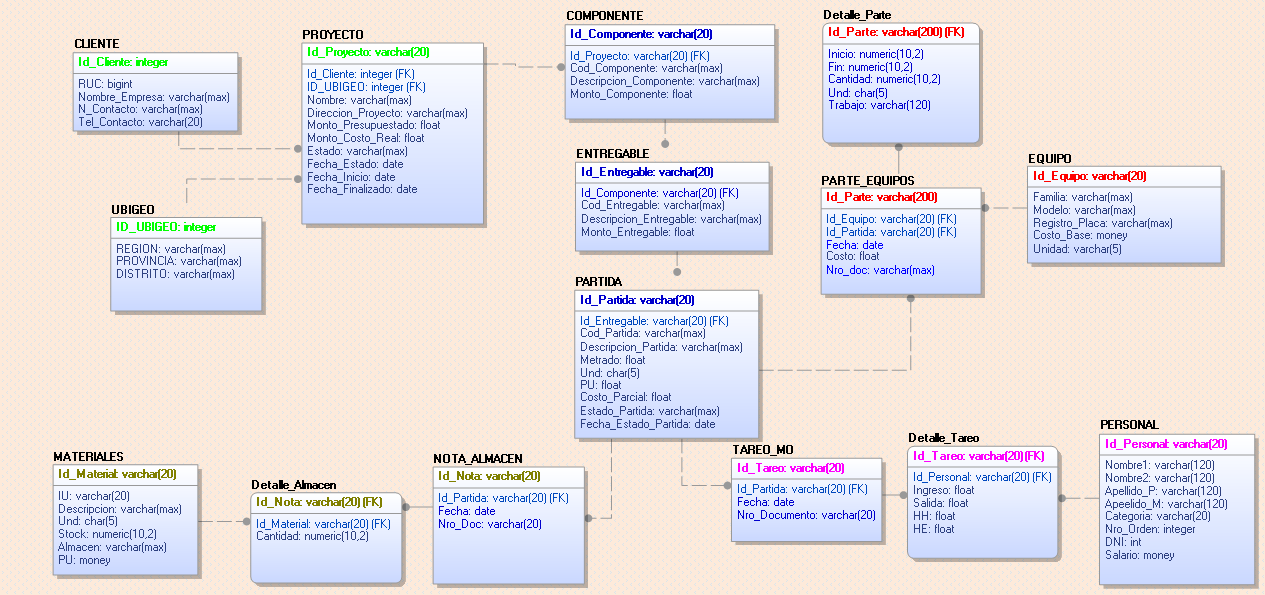 CLIENTE
Id_Cliente: integer
RUC: bigint
Nombre_Empresa: varchar(max)
N_Contacto: varchar(max)
Tel_Contacto: varchar(20)
PROYECTO
Id_Proyecto: varchar(20)
Id_Cliente: integer (FK)
ID_UBIGEO: integer (FK)
Nombre: varchar(max)
Direccion_Proyecto: varchar(max)
Monto_Presupuestado: float
Monto_Costo_Real: float
Estado: varchar(max)
Fecha_Estado: date
Fecha_Inicio: date
Fecha_Finalizado: date
COMPONENTE
Id_Componente: varchar(20)
Id_Proyecto: varchar(20) (FK)
Cod_Componente: varchar(max)
Descripcion_Componente: varchar(max)
Monto_Componente: float
Detalle_Parte
Id_Parte: varchar(200) (FK)
Inicio: numeric(10,2)
Fin: numeric(10,2)
Cantidad: numeric(10,2)
Und: char(5)
Trabajo: varchar(120)
UBIGEO
ID_UBIGEO: integer
REGION: varchar(max)
PROVINCIA: varchar(max)
DISTRITO: varchar(max)
ENTREGABLE
Id_Entregable: varchar(20)
Id_Componente: varchar(20) (FK)
Cod_Entregable: varchar(max)
Descripcion_Entregable: varchar(max)
Monto_Entregable: float
PARTE_EQUIPOS
Id_Parte: varchar(200)
Id_Equipo: varchar(20) (FK)
Id_Partida: varchar(20) (FK)
Fecha: date
Costo: float
Nro_doc: varchar(max)
EQUIPO
Id_Equipo: varchar(20)
Familia: varchar(max)
Modelo: varchar(max)
Registro_Placa: varchar(max)
Costo_Base: money
Unidad: varchar(5)
PARTIDA
Id_Partida: varchar(20)
Id_Entregable: varchar(20) (FK)
Cod_Partida: varchar(max)
Descripcion_Partida: varchar(max)
Metrado: float
Und: char(5)
PU: float
Costo_Parcial: float
Estado_Partida: varchar(max)
Fecha_Estado_Partida: date
MATERIALES
Id_Material: varchar(20)
IU: varchar(20)
Descripcion: varchar(max)
Und: char(5)
Stock: numeric(10,2)
Almacen: varchar(max)
PU: money
Detalle_Almacen
Id_Nota: varchar(20) (FK)
Id_Material: varchar(20) (FK)
Cantidad: numeric(10,2)
NOTA_ALMACEN
Id_Nota: varchar(20)
Id_Partida: varchar(20) (FK)
Fecha: date
Nro_Doc: varchar(20)
TAREO_MO
Id_Tareo: varchar(20)
Id_Partida: varchar(20) (FK)
Fecha: date
Nro_Documento: varchar(20)
Detalle_Tareo
Id_Tareo: varchar(20)(FK)
Id_Personal: varchar(20) (FK)
Ingreso: float
Salida: float
HH: float
HE: float
PERSONAL
Id_Personal: varchar(20)
Nombre1: varchar(120)
Nombre2: varchar(120)
Apellido_P: varchar(120)
Apeelido_M: varchar(120)
Categoria: varchar(20)
Nro_Orden: integer
DNI: int
Salario: money